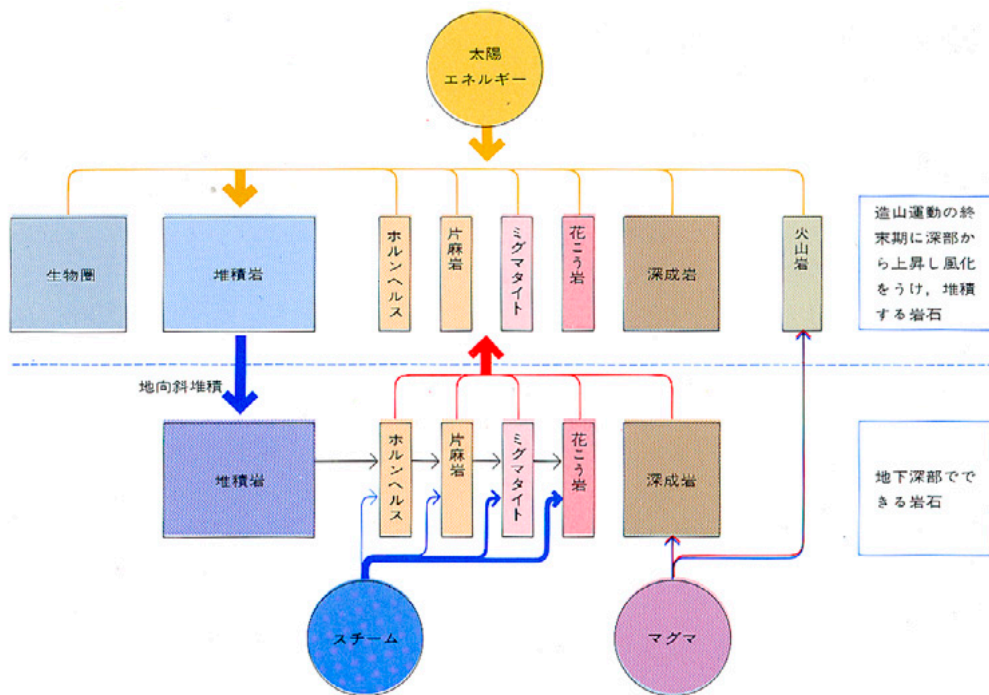 太陽
エネルギー
生物圏
堆積岩
ホルンヘルス
片麻岩
ミグマタイト
花こう岩
深成岩
火山岩
造山運動の終
末期に深部か
ら上昇し風化
をうけ，堆積
する岩石
地向斜堆積
堆積岩
ホルンヘルス
片麻岩
ミグマタイト
花こう岩
深成岩
地下深部でで
きる岩石
スチーム
マグマ